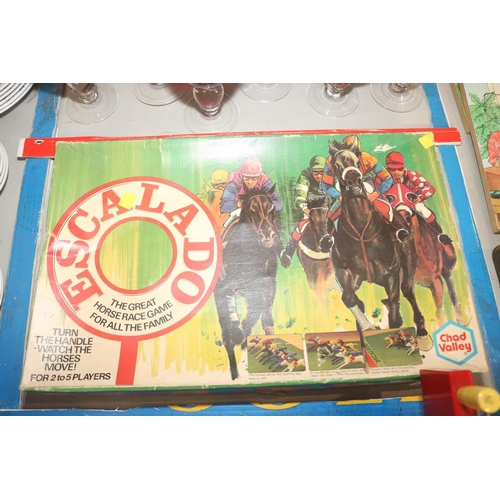 ESCALADO
THE GREAT
HORSE RACE GAME
FOR ALL THE FAMILY
TURN
THE HANDLE
-WATCH THE
HORSES
MOVE!
FOR 2 to 5 PLAYERS
Chad
Valley